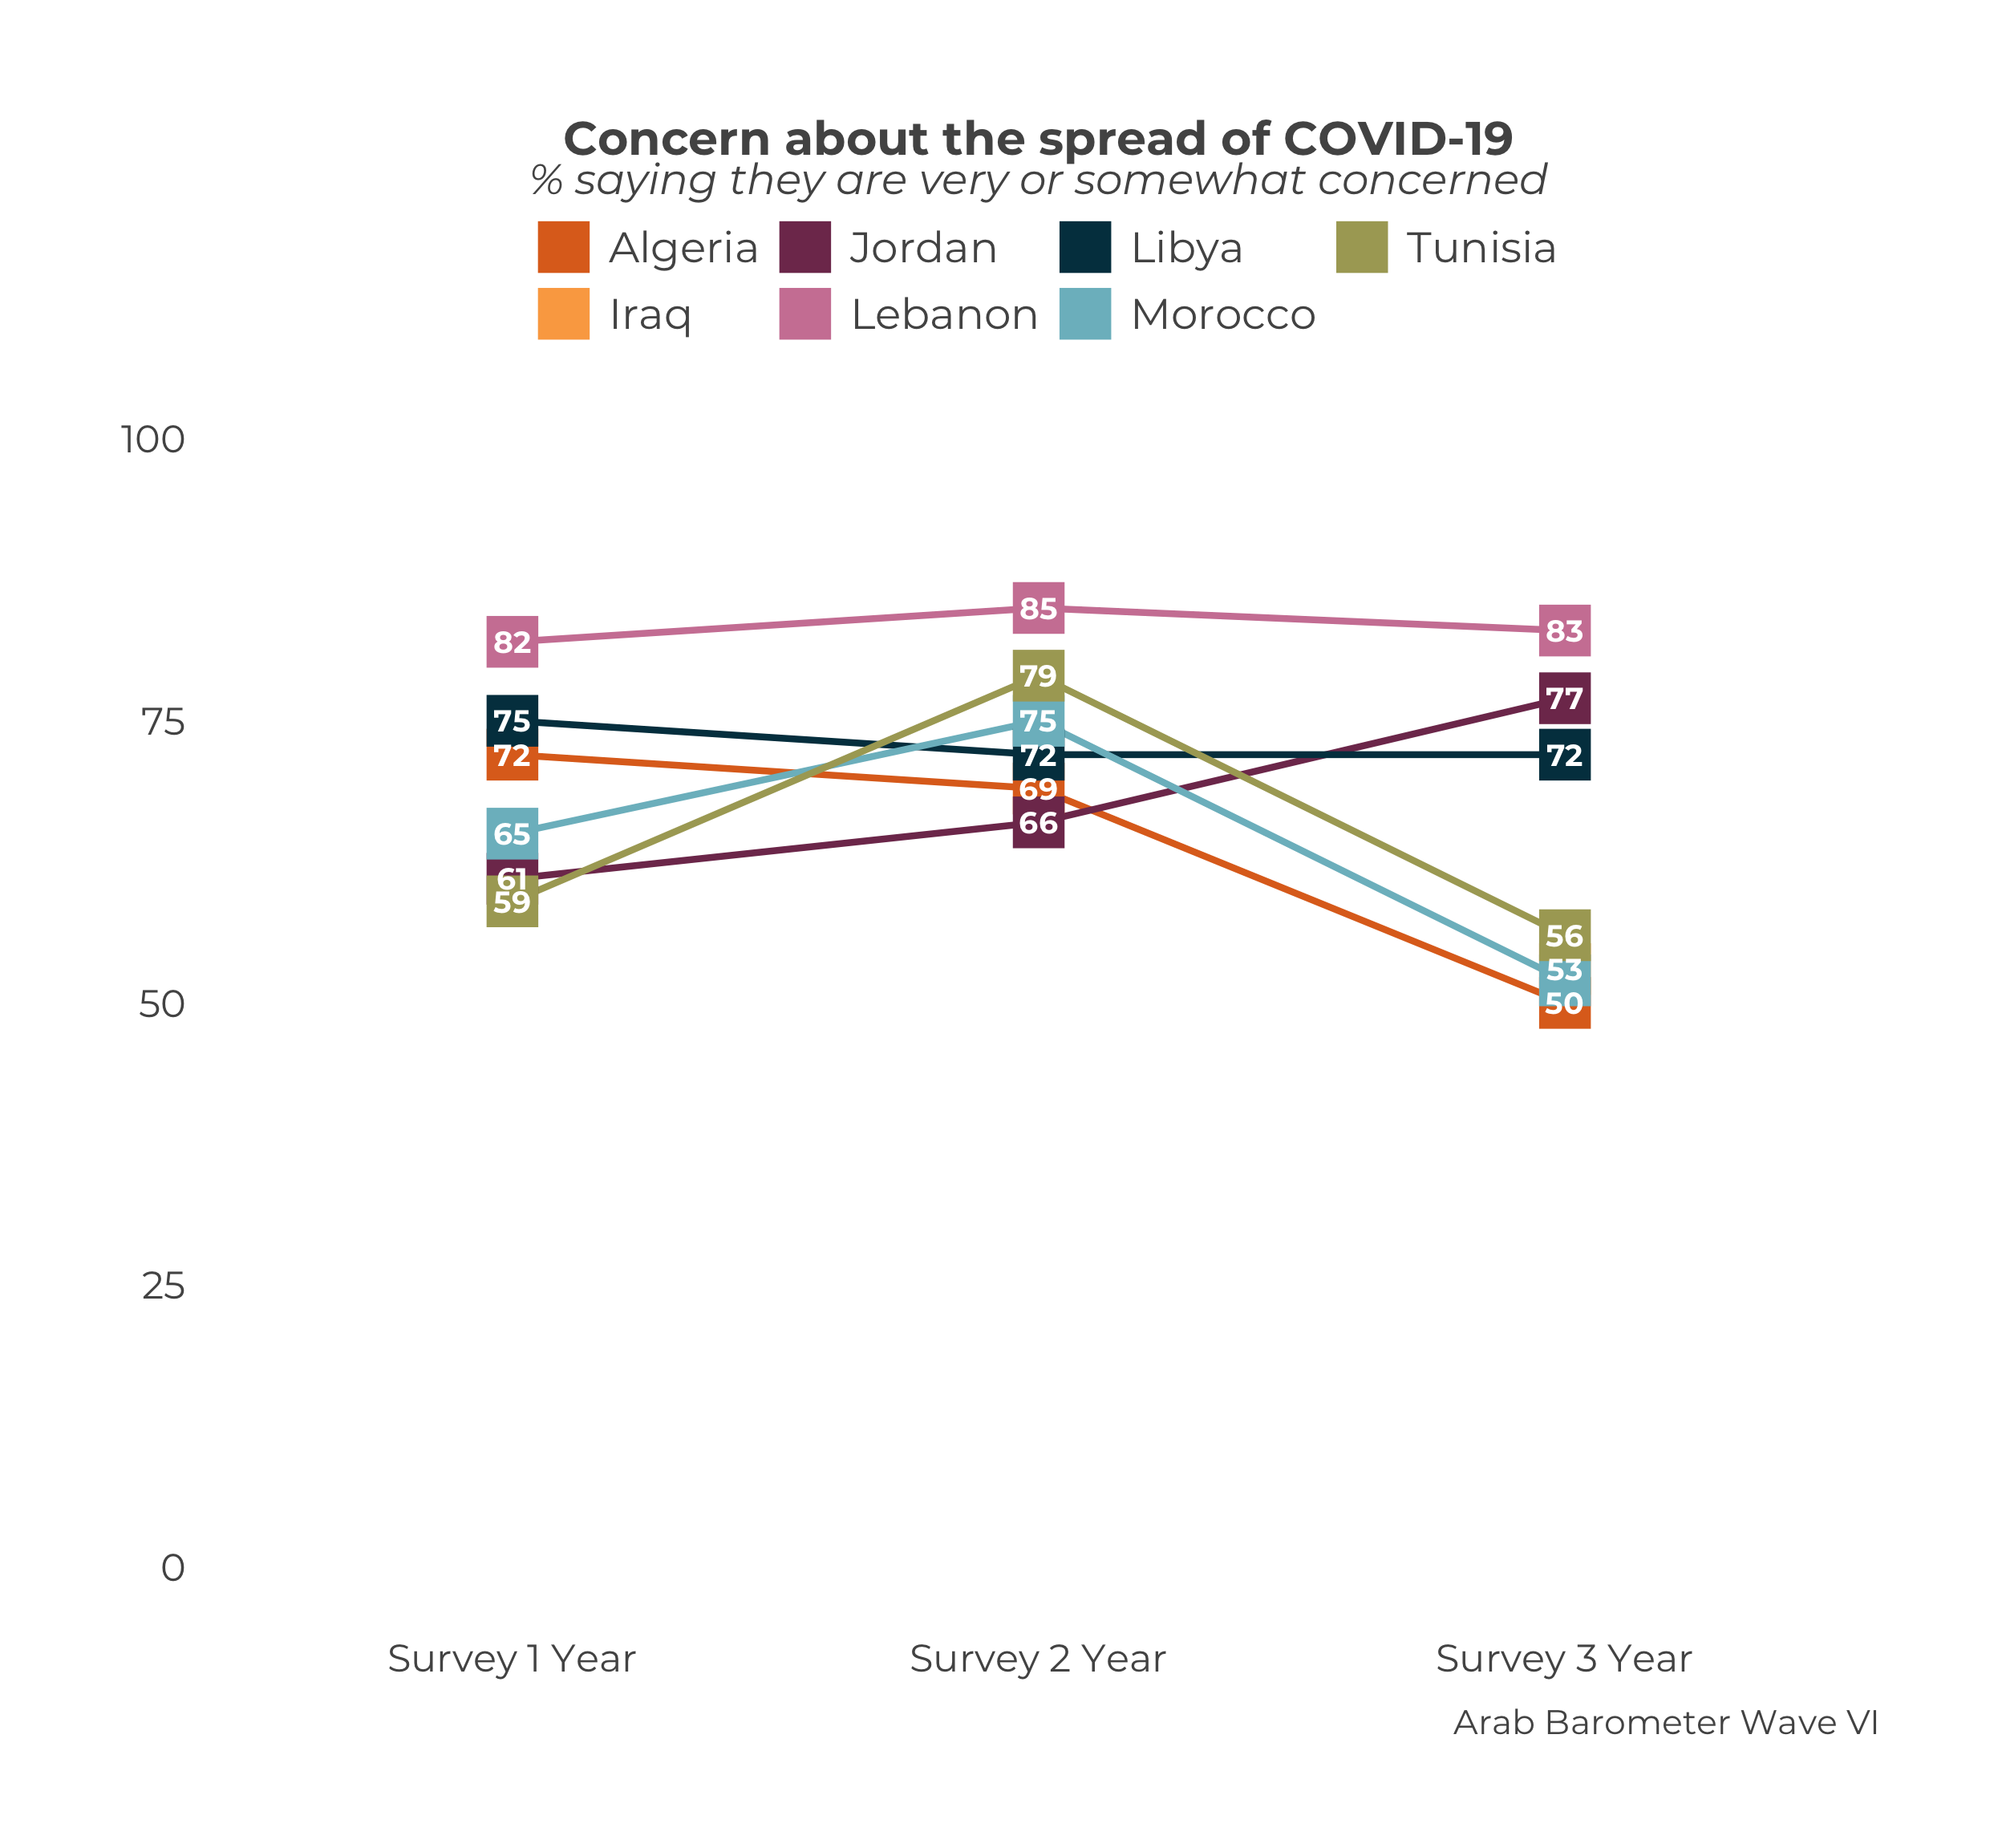 Concern about the spread of COVID-19
% saying they are very or somewhat concerned
Algeria Jordan Libya Tunisia
Iraq Lebanon Morocco
100
85
82 83
79
77
75 75 75
72 72 72
69
65 66
61
59
56
53
50 50
25
0
Survey 1 Year Survey 2 Year Survey 3 Year
Arab Barometer Wave VI